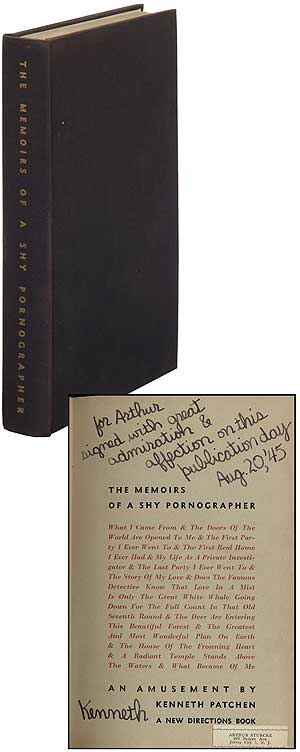 THE MEMOIRS OF A SHY PORNOGRAPHER
for Arthur
signed with great
admiration &
affection on this
publication day
Aug. 20, '45
THE MEMOIRS
OF A SHY PORNOGRAPHER
What I Came From & The Doors Of The
World Are Opened To Me & The First Par-
ty I Ever Went To & The First Real Home
I Ever Had & My Life As A Private Investi-
gator & The Last Party I Ever Went To &
The Story Of My Love & Does The Famous
Detective Know That Love In A Mist
Is Only The Great White Whale Going
Down For The Full Count In That Old
Seventh Round & The Deer Are Entering
This Beautiful Forest & The Greatest
And Most Wonderful Plan On Earth
& The House Of The Frowning Heart
& A Radiant Temple Stands Above
The Waters & What Became Of Me
AN AMUSEMENT BY
Kenneth KENNETH PATCHEN
A NEW DIRECTIONS BOOK
ARTHUR STURCKE
Jersey City 5, N. J.